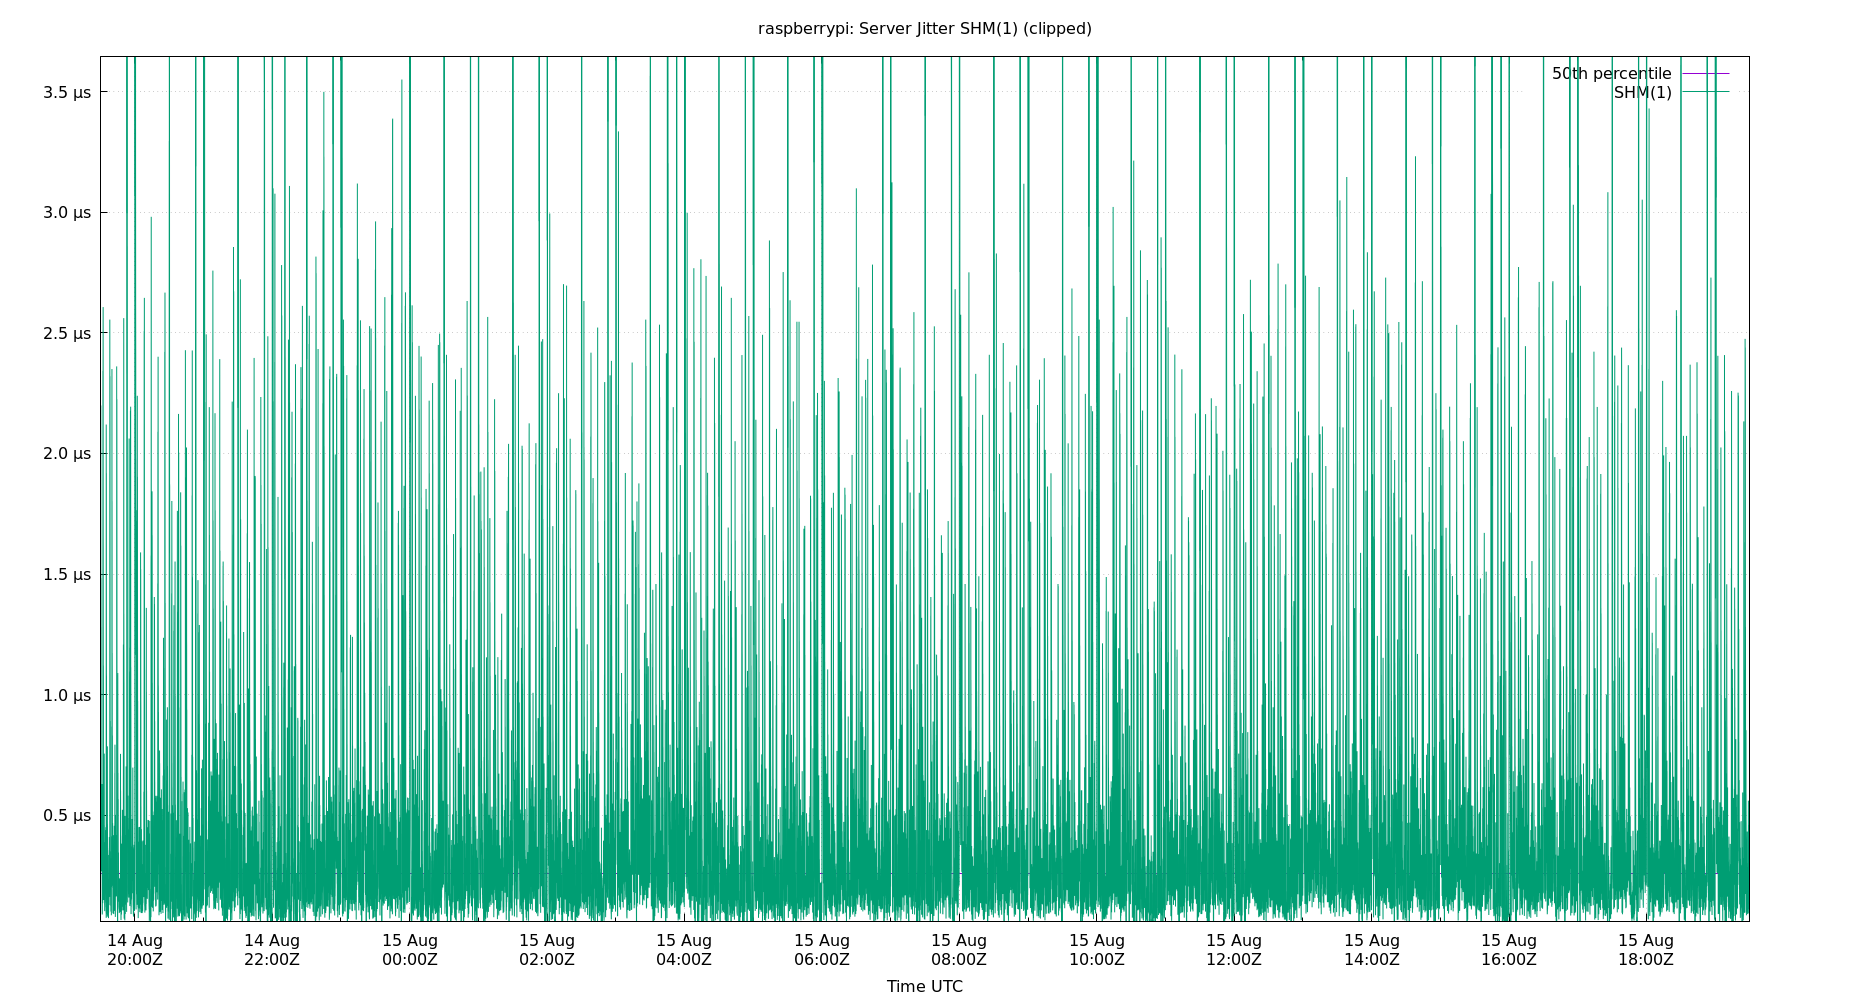 raspberrypi: Server Jitter SHM(1) (clipped)
50th percentile
SHM(1)
3.5 μs
3.0 μs
2.5 μs
2.0 μs
1.5 μs
1.0 μs
0.5 μs
14 Aug 14 Aug 15 Aug 15 Aug 15 Aug 15 Aug 15 Aug 15 Aug 15 Aug 15 Aug 15 Aug 15 Aug
20:00Z 22:00Z 00:00Z 02:00Z 04:00Z 06:00Z 08:00Z 10:00Z 12:00Z 14:00Z 16:00Z 18:00Z
Time UTC